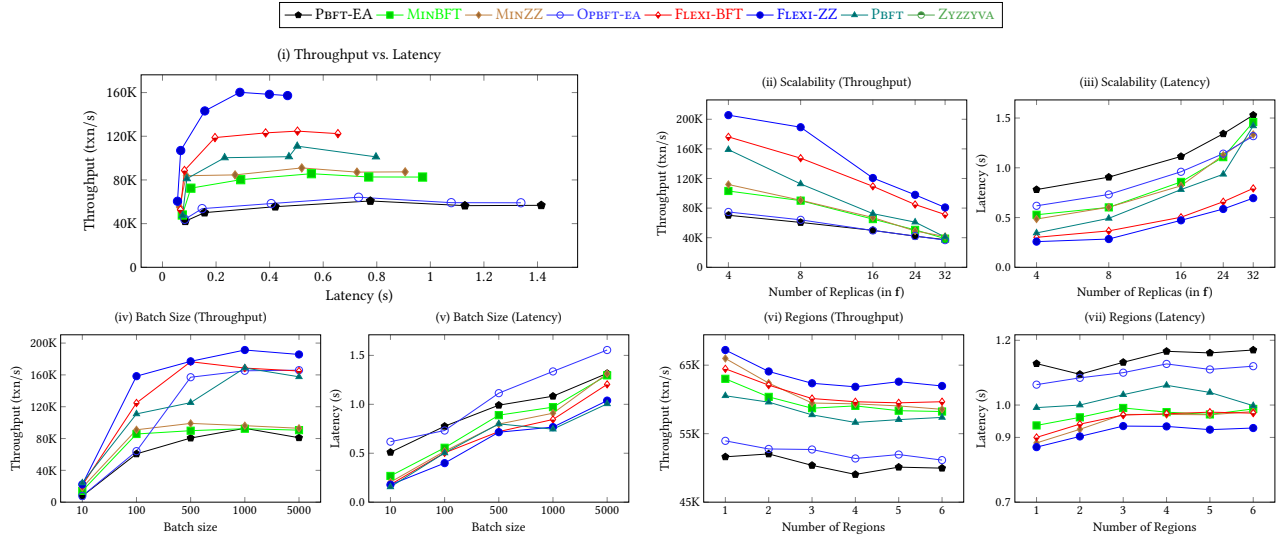 PBFT-EA MINBFT MINZZ OPBFT-EA FLEXI-BFT FLEXI-ZZ PBFT ZYZZYVA
(i) Throughput vs. Latency
Throughput (txn/s)
160K
120K
80K
40K
0
0 0.2 0.4 0.6 0.8 1 1.2 1.4
Latency (s)
(ii) Scalability (Throughput)
Throughput (txn/s)
200K
160K
120K
80K
40K
0
4 8 16 24 32
Number of Replicas (in f)
(iii) Scalability (Latency)
Latency (s)
1.5
1.0
0.5
0.0
4 8 16 24 32
Number of Replicas (in f)
(iv) Batch Size (Throughput)
Throughput (txn/s)
200K
160K
120K
80K
40K
0
10 100 500 1000 5000
Batch size
(v) Batch Size (Latency)
Latency (s)
1.5
1.0
0.5
0.0
10 100 500 1000 5000
Batch size
(vi) Regions (Throughput)
Throughput (txn/s)
65K
55K
45K
1 2 3 4 5 6
Number of Regions
(vii) Regions (Latency)
Latency (s)
1.2
1.0
0.9
0.7
1 2 3 4 5 6
Number of Regions